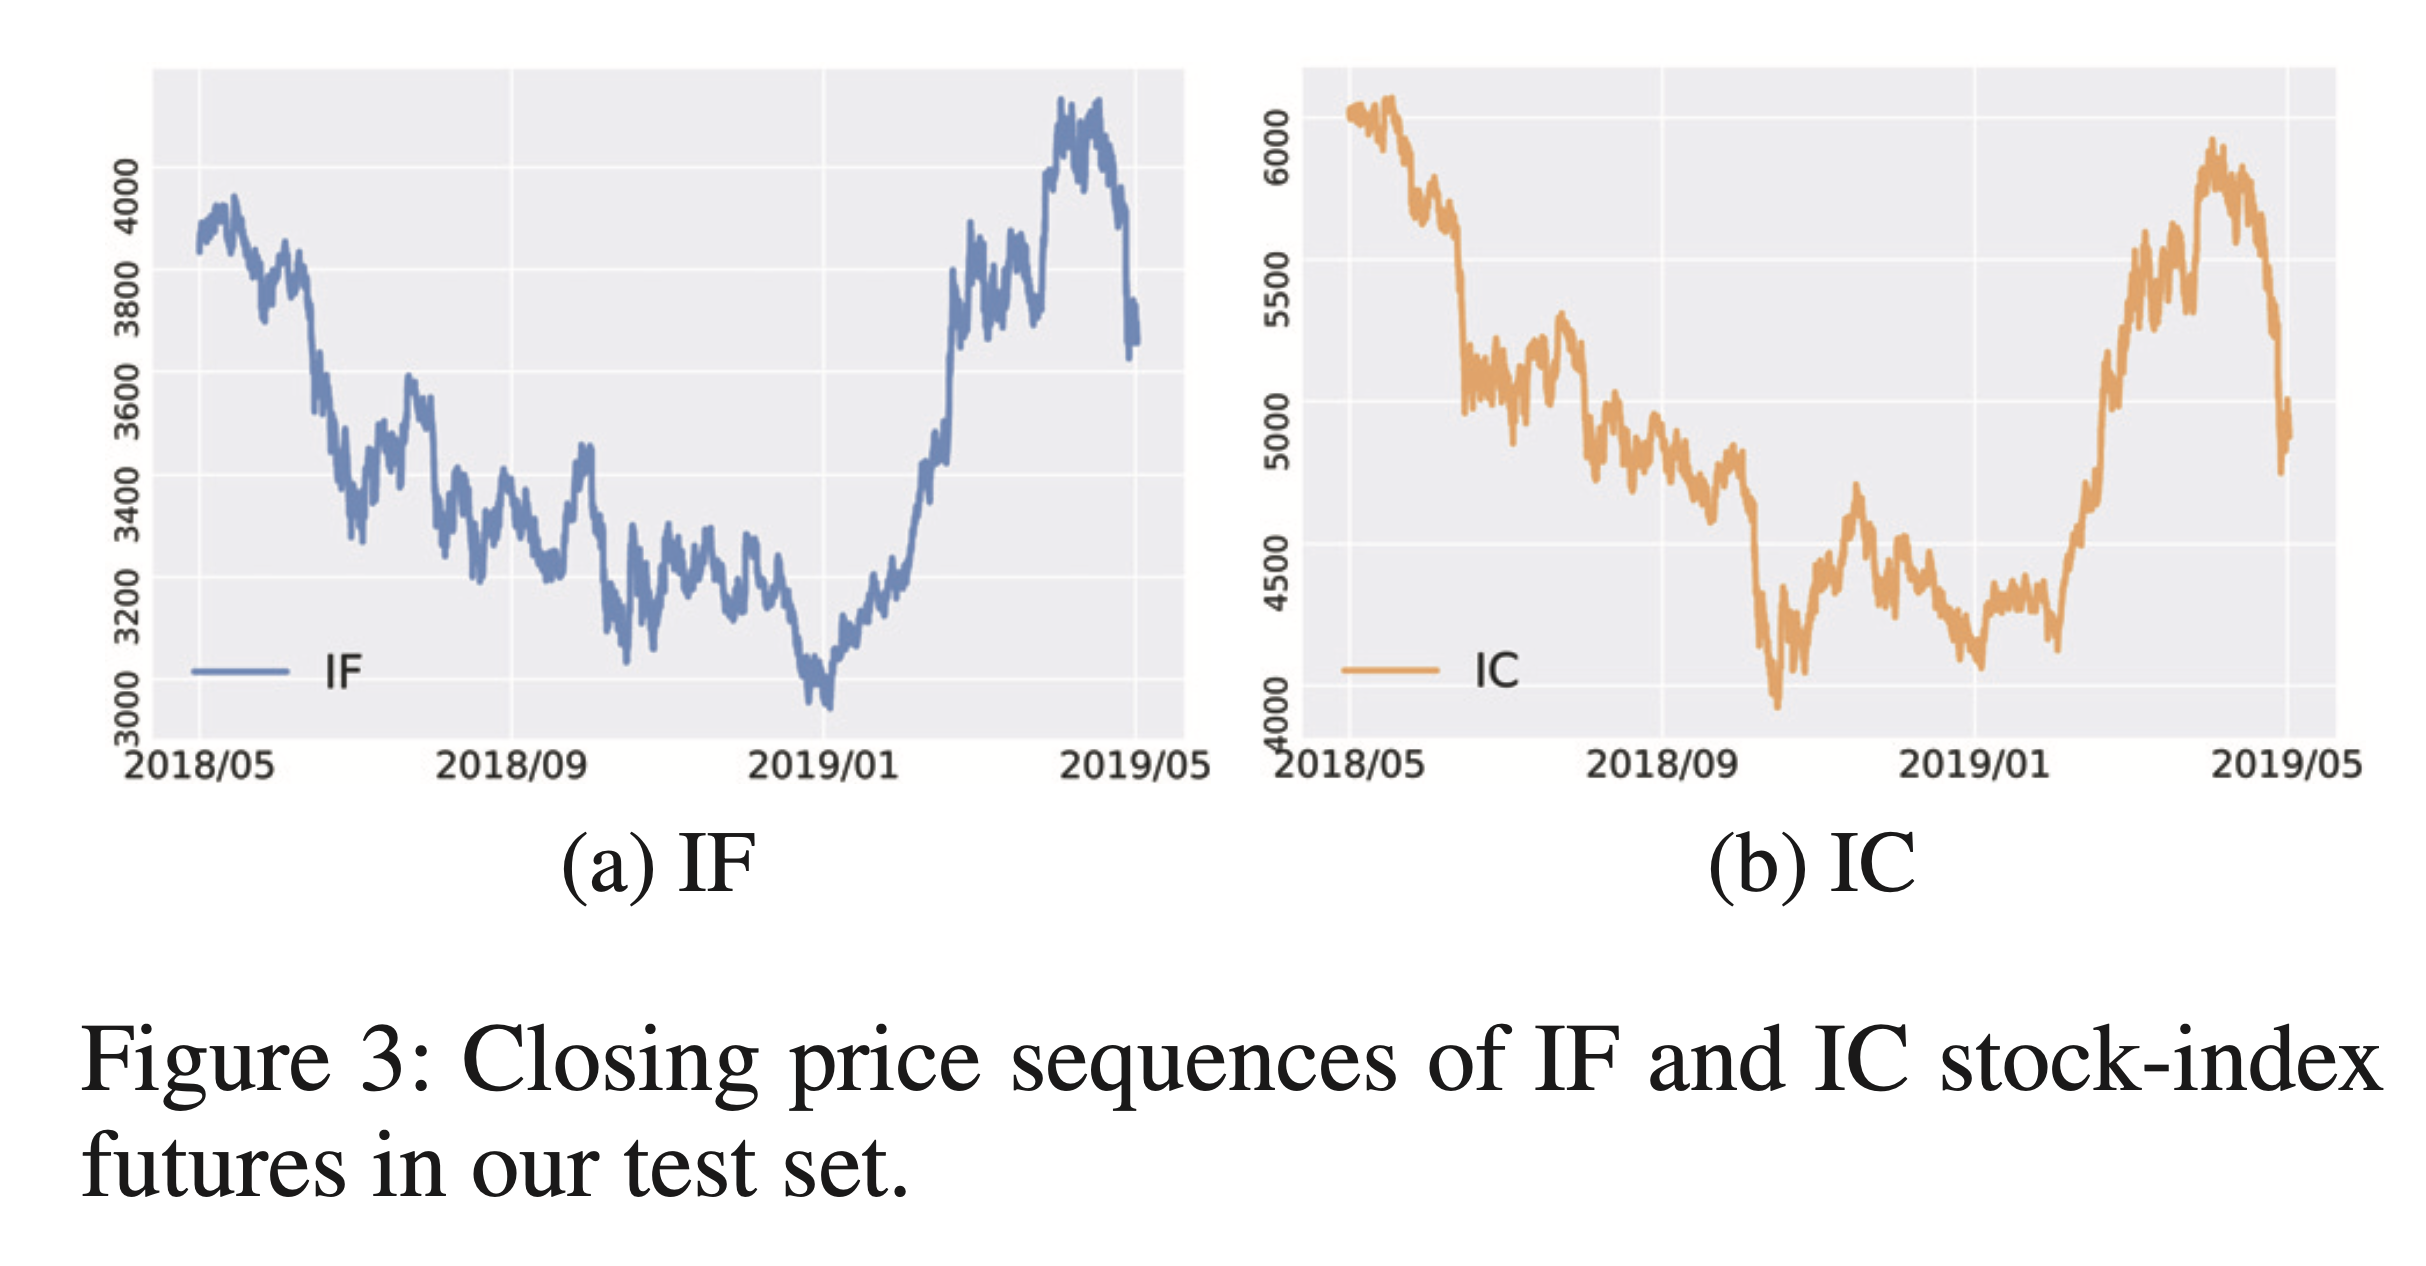 4000
3800
3600
3400
3200
3000
IF
2018/05 2018/09 2019/01 2019/05
(a) IF
6000
5500
5000
4500
4000
IC
2018/05 2018/09 2019/01 2019/05
(b) IC
Figure 3: Closing price sequences of IF and IC stock-index
futures in our test set.